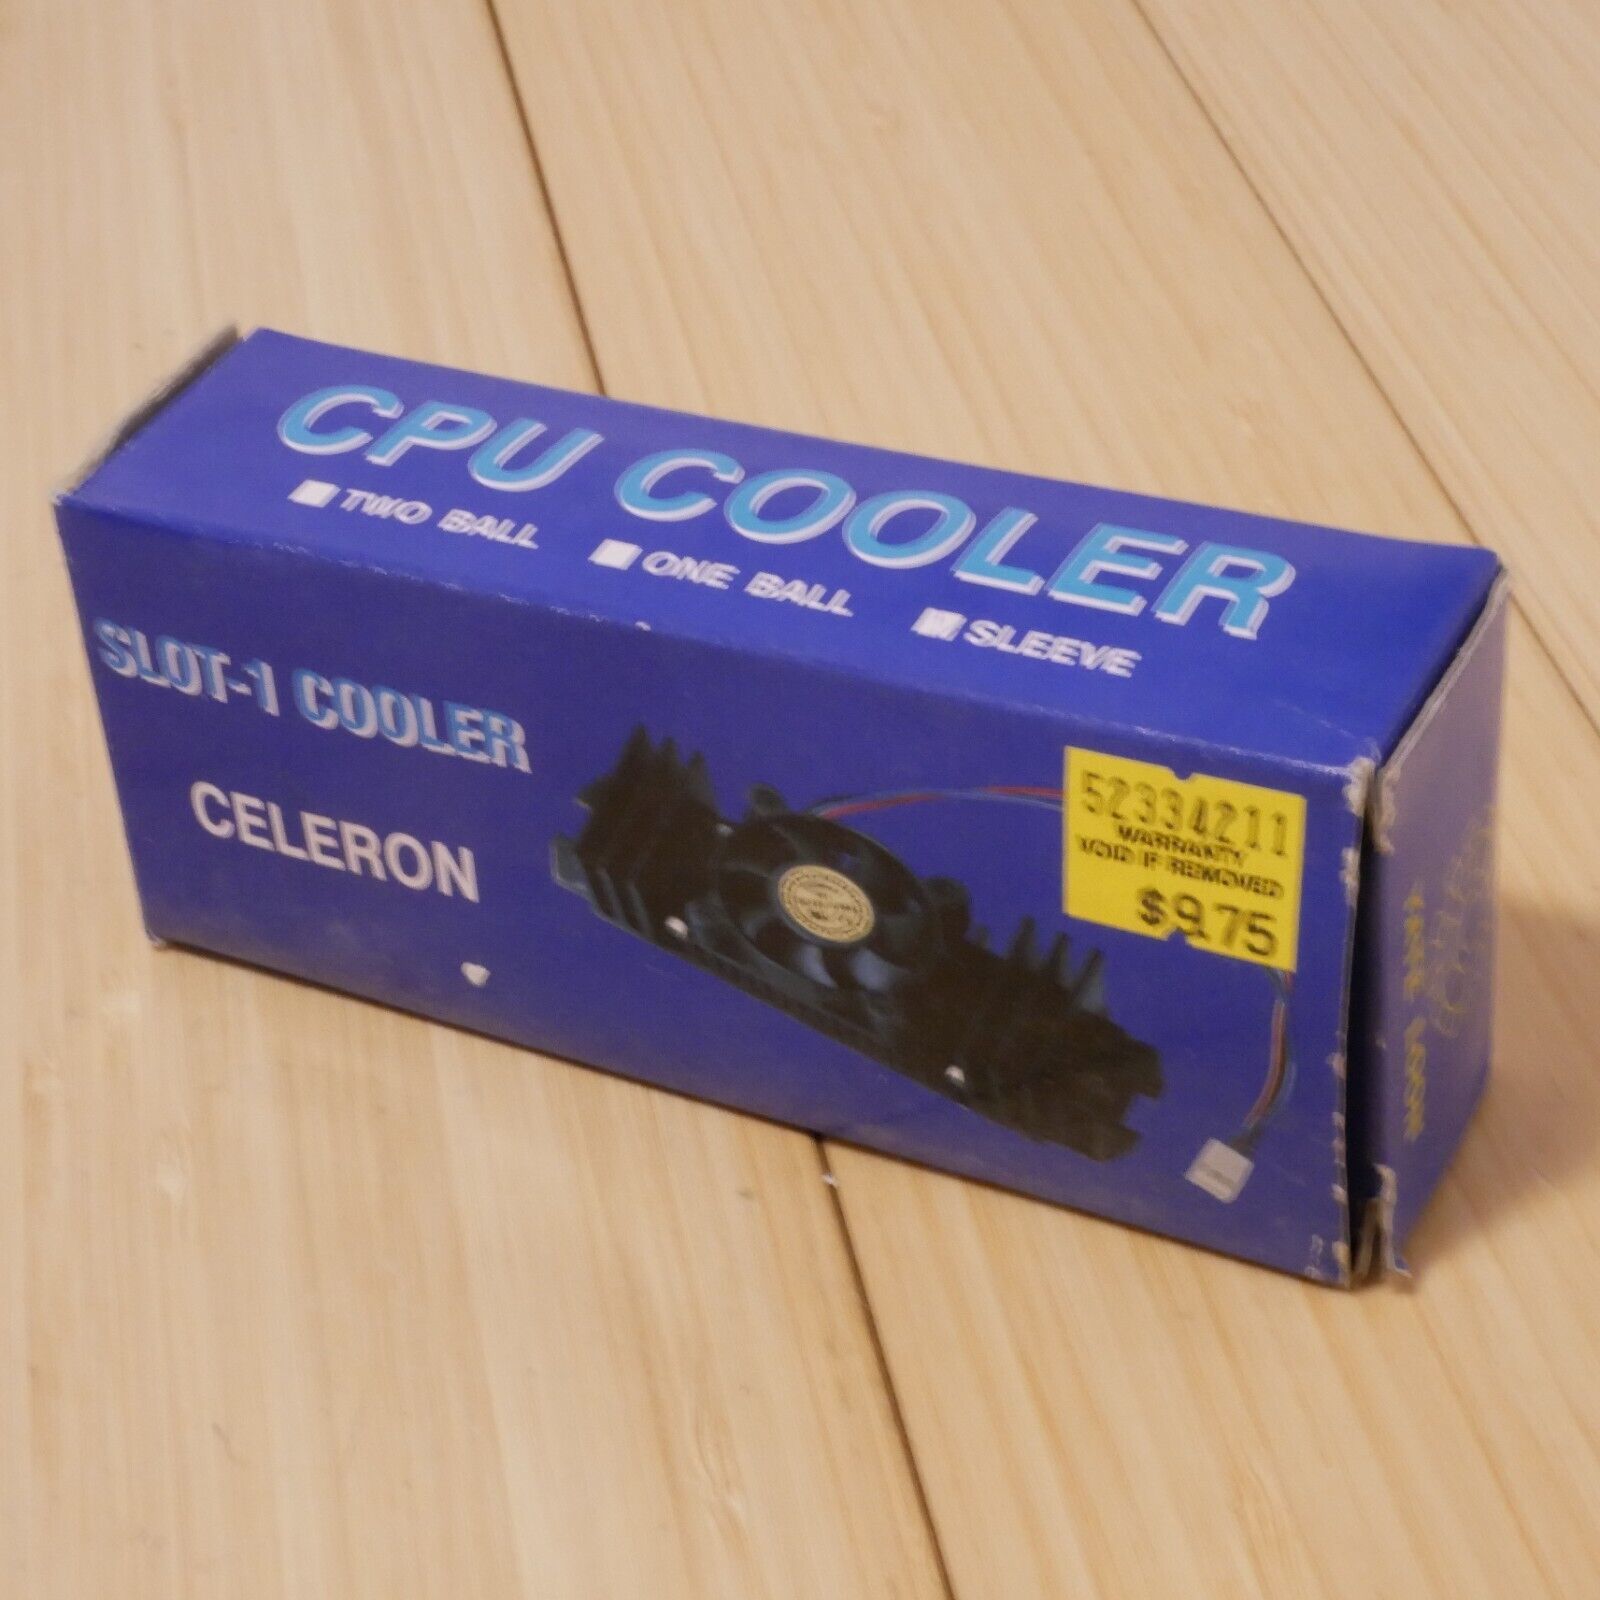 CPU COOLER
TWO BALL
ONE BALL
SLEEVE
SLOT-1 COOLER
CELERON
52334211
WARRANTY
VOID IF REMOVED
$9.75